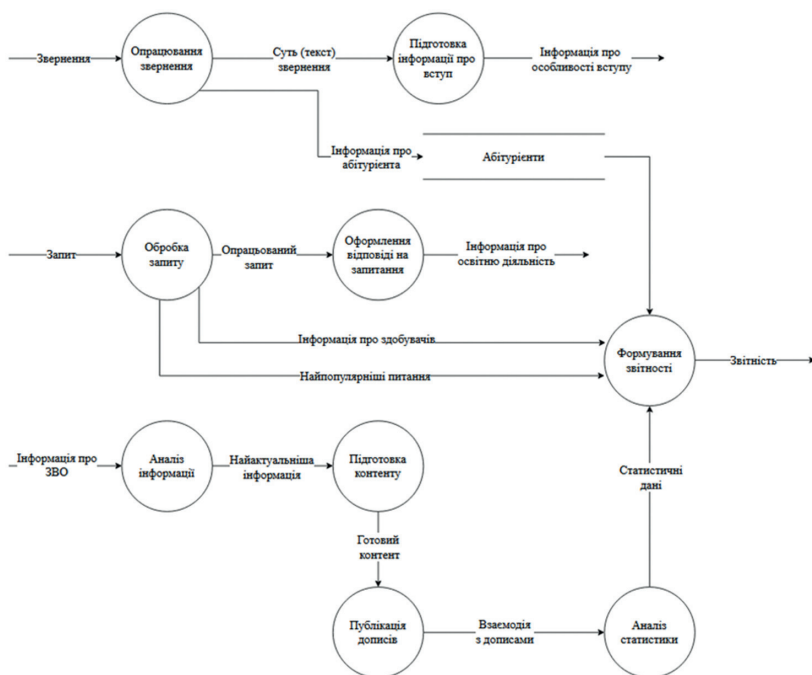 Звернення
Опрацювання
звернення
Суть (текст)
звернення
Підготовка
інформації про
вступ
Інформація про
особливості вступу
Інформація про
абітурієнта
Абітурієнти
Запит
Обробка
запиту
Опрацьований
запит
Оформлення
відповіді на
запитання
Інформація про
освітню діяльність
Інформація про здобувачів
Найпопулярніші питання
Формування
звітності
Звітність
Інформація про
ЗВО
Аналіз
інформації
Найактуальніша
інформація
Підготовка
контенту
Статистичні
дані
Готовий
контент
Публікація
дописів
Взаємодія
з дописами
Аналіз
статистики